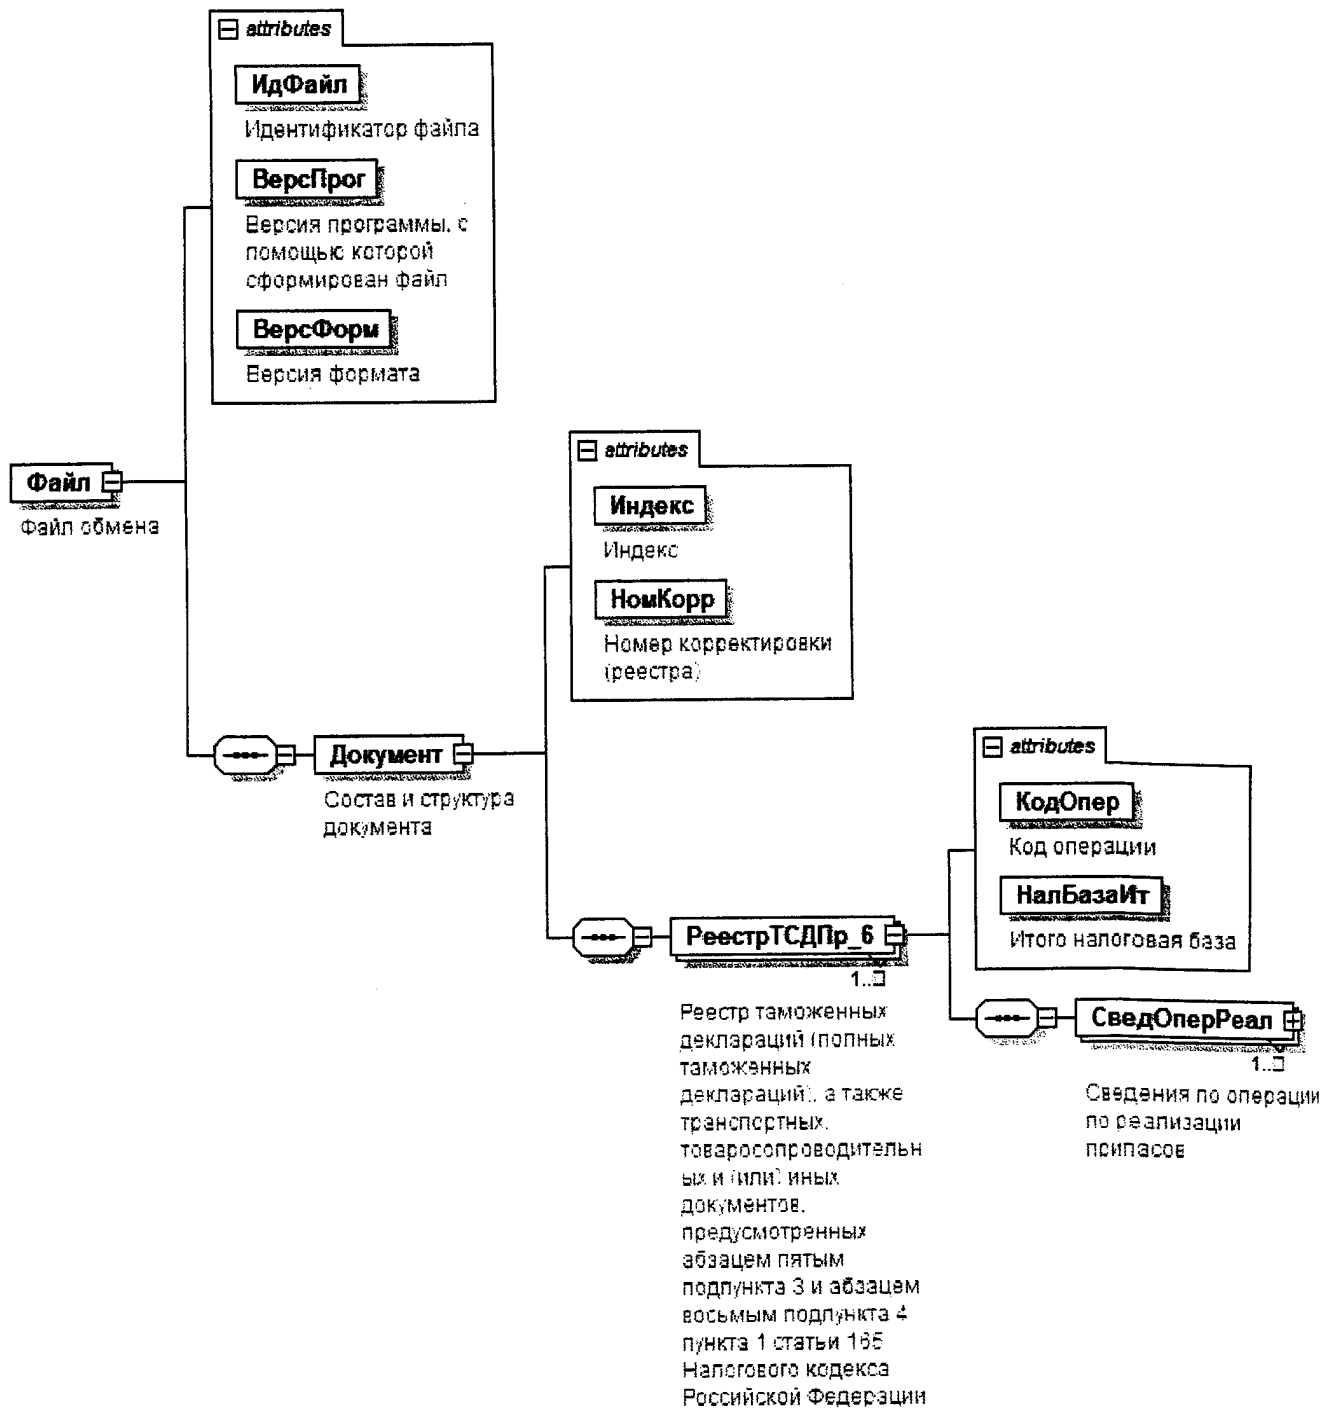 attributes
ИдФайл
Идентификатор файла
ВерсПрог
Версия программы, с
помощью которой
сформирован файл
ВерсФорм
Версия формата
Файл
Файл обмена
attributes
Индекс
Индекс
НомКорр
Номер корректировки
(реестра)
Документ
Состав и структура
документа
attributes
КодОпер
Код операции
НалБазаИт
Итого налоговая база
РеестрТСДПр_6
1..
Реестр таможенных
деклараций (полных
таможенных
деклараций), а также
транспортных,
товаросопроводительн
ых и (или) иных
документов,
предусмотренных
абзацем пятым
подпункта 3 и абзацем
восьмым подпункта 4
пункта 1 статьи 165
Налогового кодекса
Российской Федерации
СведОперРеал
1..
Сведения по операции
по реализации
припасов